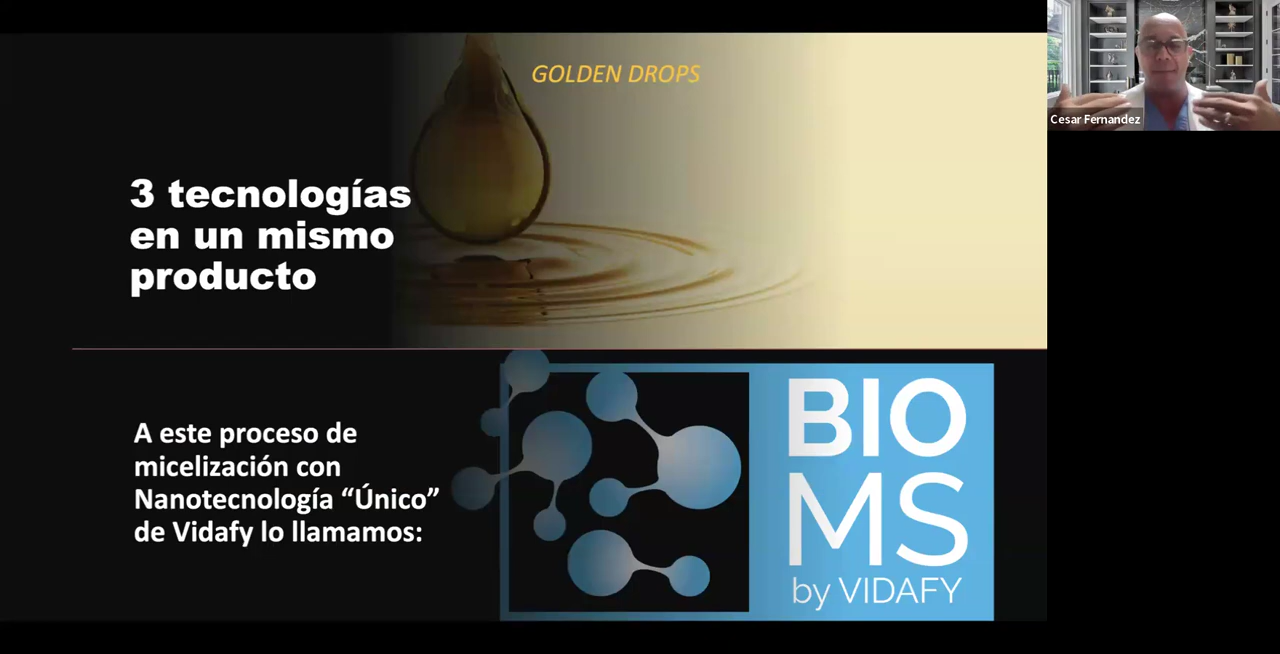 GOLDEN DROPS
3 tecnologías
en un mismo
producto
A este proceso de
micelización con
Nanotecnología “Único”
de Vidafy lo llamamos:
BIO
MS
by VIDAFY
Cesar Fernandez